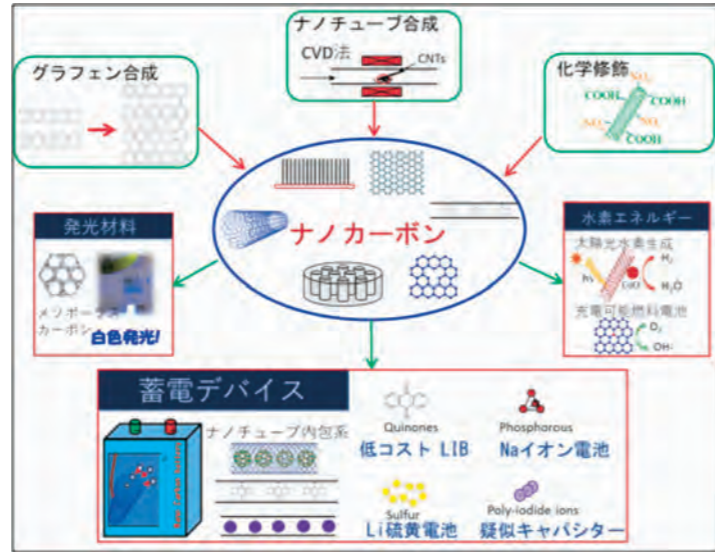 ナノチューブ合成
CVD法
CNTs
グラフェン合成
化学修飾
NO₂
COOH
COOH
NO₂
NO₂
COOH
ナノカーボン
発光材料
メソポーラス
カーボン
白色発光!
水素エネルギー
太陽光水素生成
hν
H₂
H₂O
充電可能燃料電池
O₂
OH⁻
蓄電デバイス
ナノチューブ内包系
Quinones
低コスト LIB
Phosphorous
Naイオン電池
Sulfur
Li硫黄電池
Poly-iodide ions
疑似キャパシター